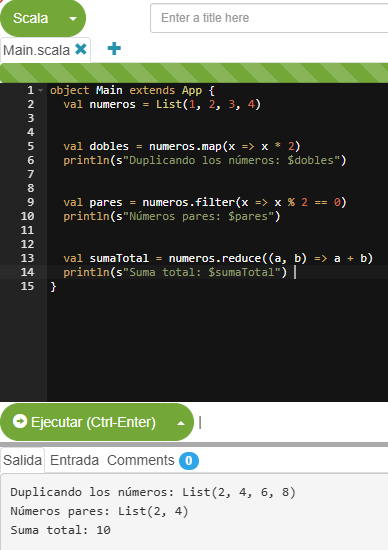 Scala
Enter a title here
Main.scala
1 object Main extends App {
2   val numeros = List(1, 2, 3, 4)
3
4
5   val dobles = numeros.map(x => x * 2)
6   println(s"Duplicando los números: $dobles")
7
8
9   val pares = numeros.filter(x => x % 2 == 0)
10   println(s"Números pares: $pares")
11
12
13   val sumaTotal = numeros.reduce((a, b) => a + b)
14   println(s"Suma total: $sumaTotal")
15 }
Ejecutar (Ctrl-Enter)
Salida Entrada Comments 0
Duplicando los números: List(2, 4, 6, 8)
Números pares: List(2, 4)
Suma total: 10